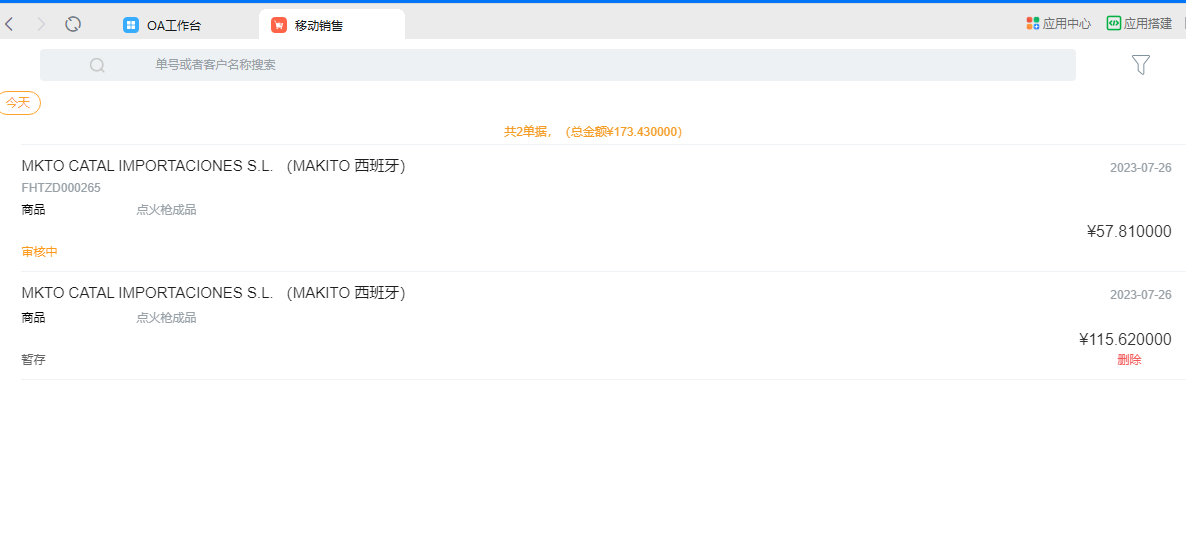 OA工作台 移动销售 应用中心 应用搭建
单号或者客户名称搜索
今天
共2单据，（总金额¥173.430000）
MKTO CATAL IMPORTACIONES S.L. （MAKITO 西班牙） 2023-07-26
FHTZD000265
商品 点火枪成品
¥57.810000
审核中
MKTO CATAL IMPORTACIONES S.L. （MAKITO 西班牙） 2023-07-26
商品 点火枪成品
¥115.620000
暂存 删除